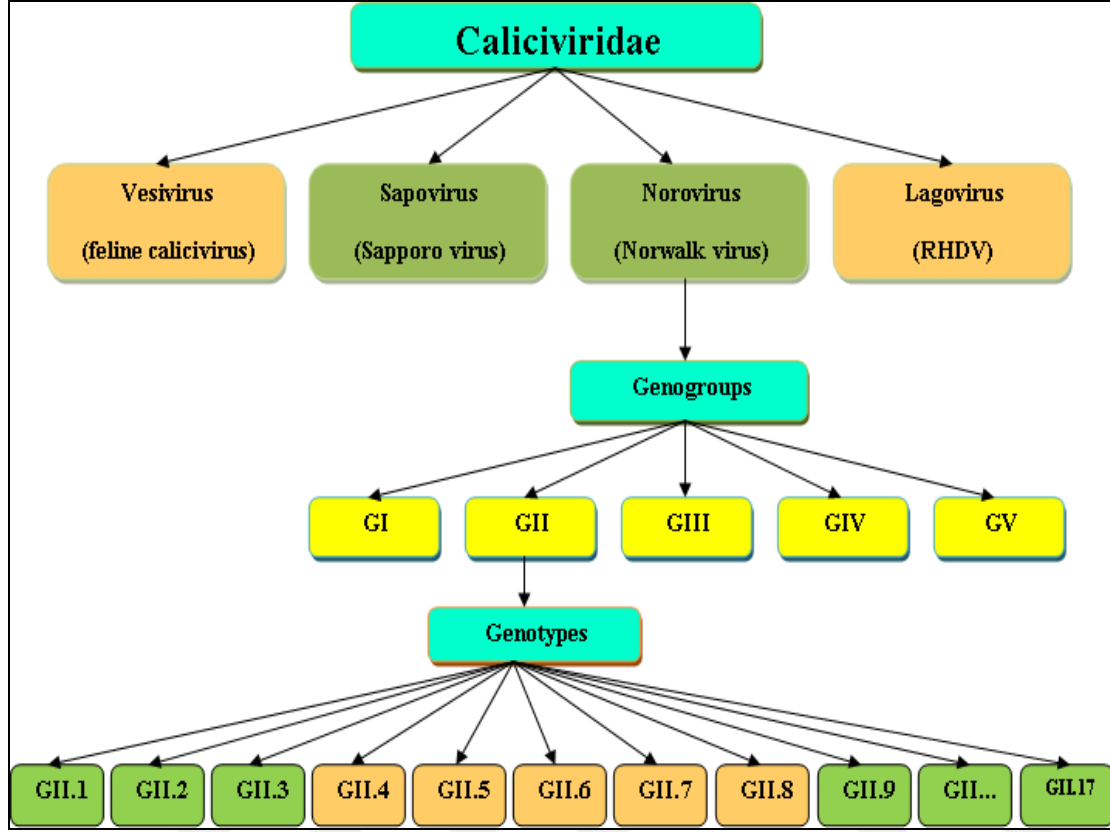 Caliciviridae
Vesivirus
(feline calicivirus)
Sapovirus
(Sapporo virus)
Norovirus
(Norwalk virus)
Lagovirus
(RHDV)
Genogroups
GI
GII
GIII
GIV
GV
Genotypes
GII.1
GII.2
GII.3
GII.4
GII.5
GII.6
GII.7
GII.8
GII.9
GII...
GII.17